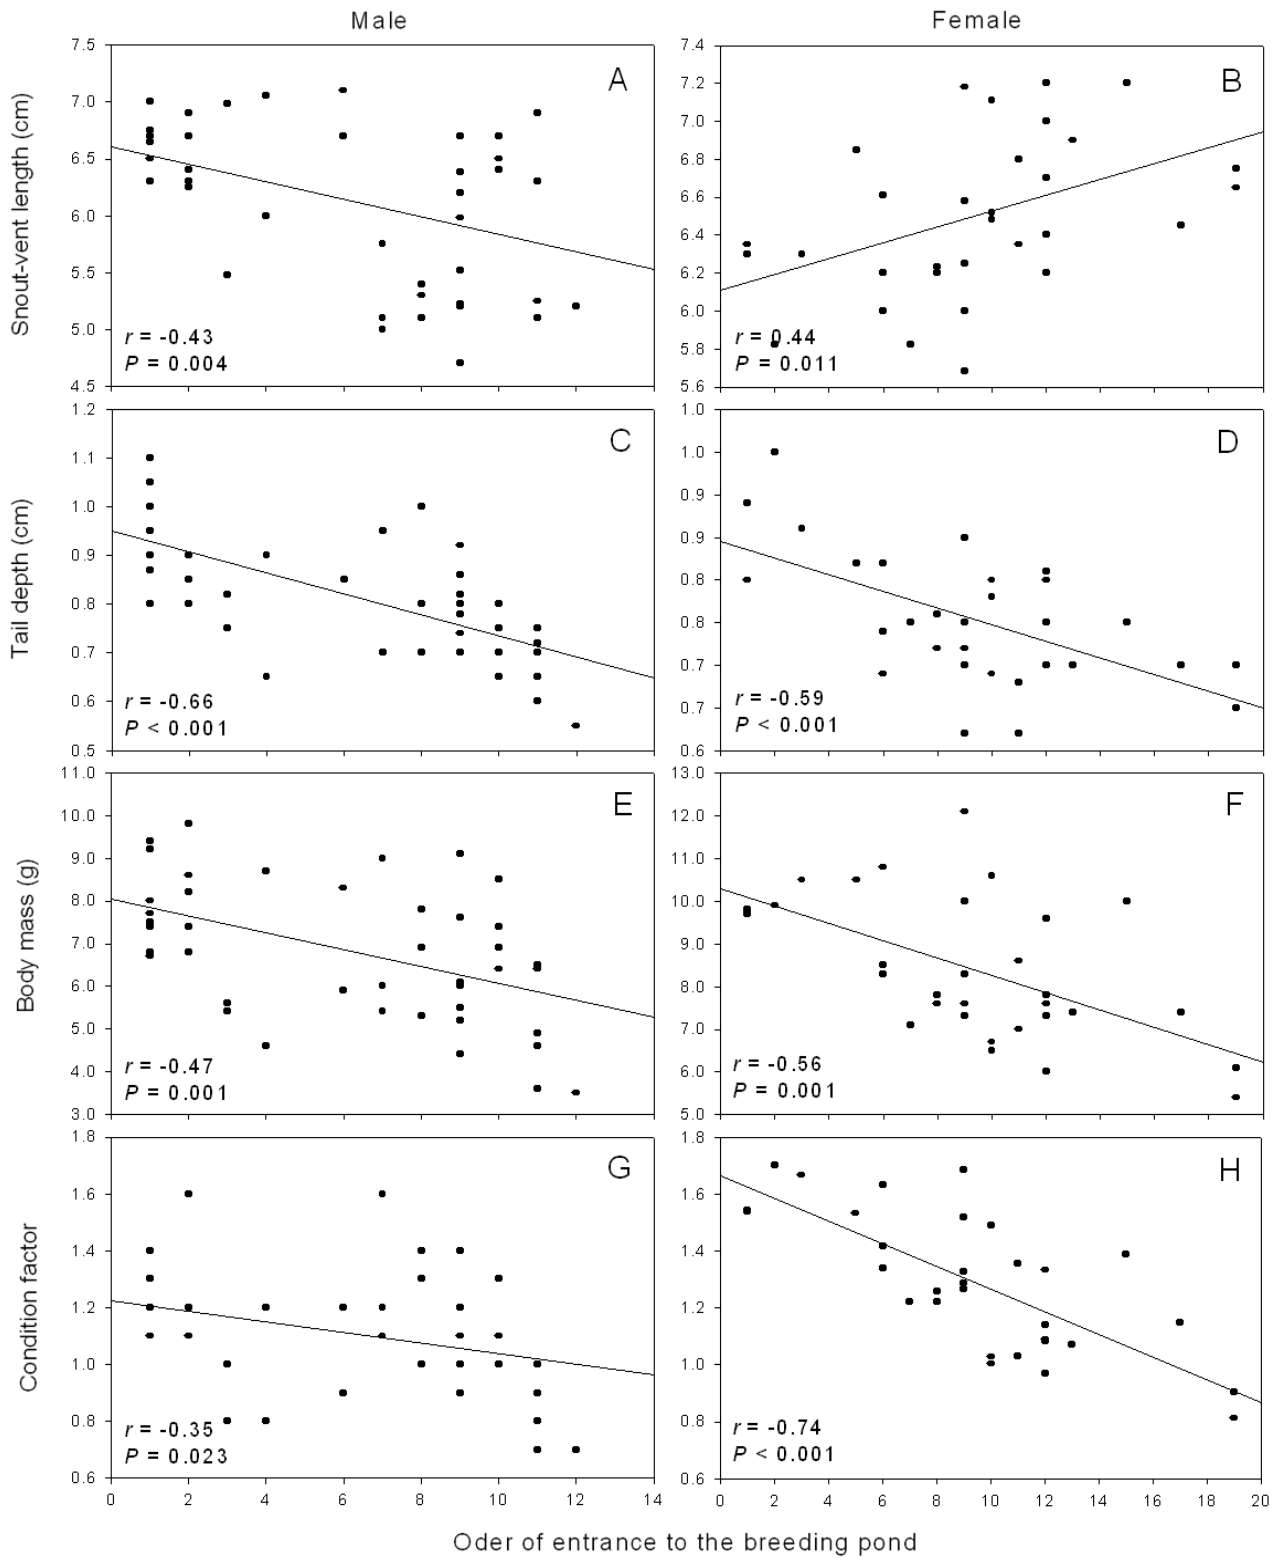 Male Female
Snout-vent length (cm)
7.5
7.0
6.5
6.0
5.5
5.0
4.5
A
r = -0.43
P = 0.004
7.4
7.2
7.0
6.8
6.6
6.4
6.2
6.0
5.8
5.6
B
r = 0.44
P = 0.011
Tail depth (cm)
1.2
1.1
1.0
0.9
0.8
0.7
0.6
0.5
C
r = -0.66
P < 0.001
1.0
1.0
0.9
0.9
0.8
0.8
0.7
0.7
0.6
D
r = -0.59
P < 0.001
Body mass (g)
11.0
10.0
9.0
8.0
7.0
6.0
5.0
4.0
3.0
E
r = -0.47
P = 0.001
13.0
12.0
11.0
10.0
9.0
8.0
7.0
6.0
5.0
F
r = -0.56
P = 0.001
Condition factor
1.8
1.6
1.4
1.2
1.0
0.8
0.6
G
r = -0.35
P = 0.023
0 2 4 6 8 10 12 14
1.8
1.6
1.4
1.2
1.0
0.8
0.6
H
r = -0.74
P < 0.001
0 2 4 6 8 10 12 14 16 18 20
Oder of entrance to the breeding pond